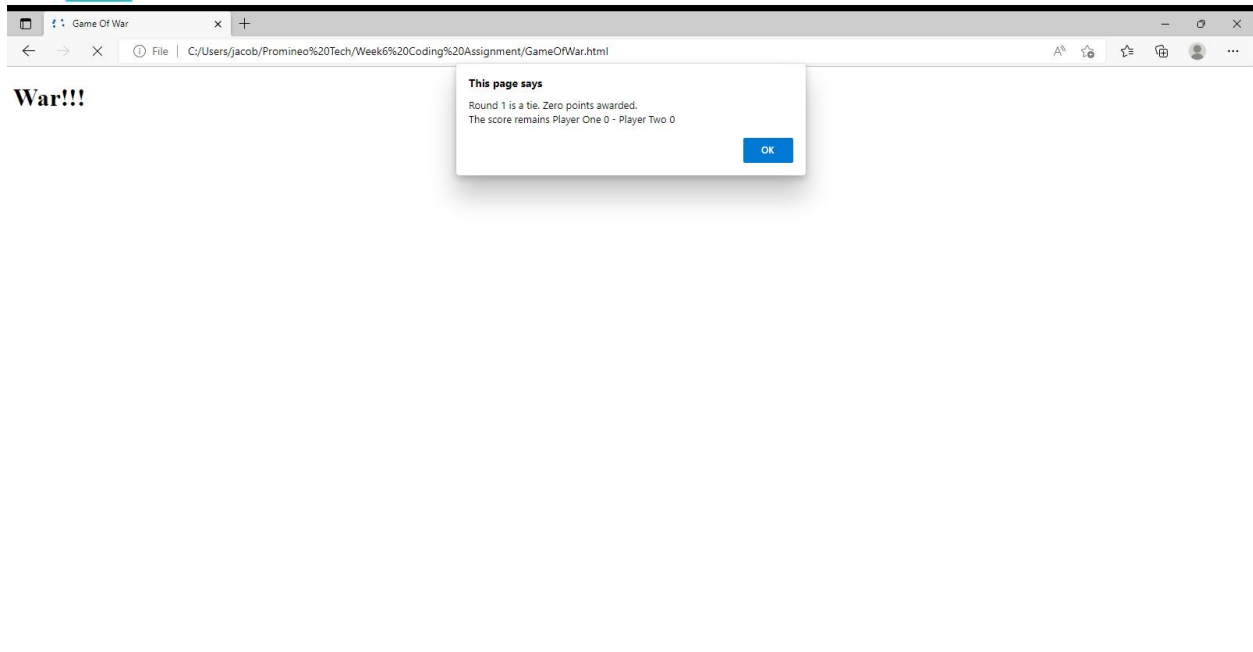 Game Of War
File | C:/Users/jacob/Promineo%20Tech/Week6%20Coding%20Assignment/GameOfWar.html
War!!!
This page says
Round 1 is a tie. Zero points awarded.
The score remains Player One 0 - Player Two 0
OK